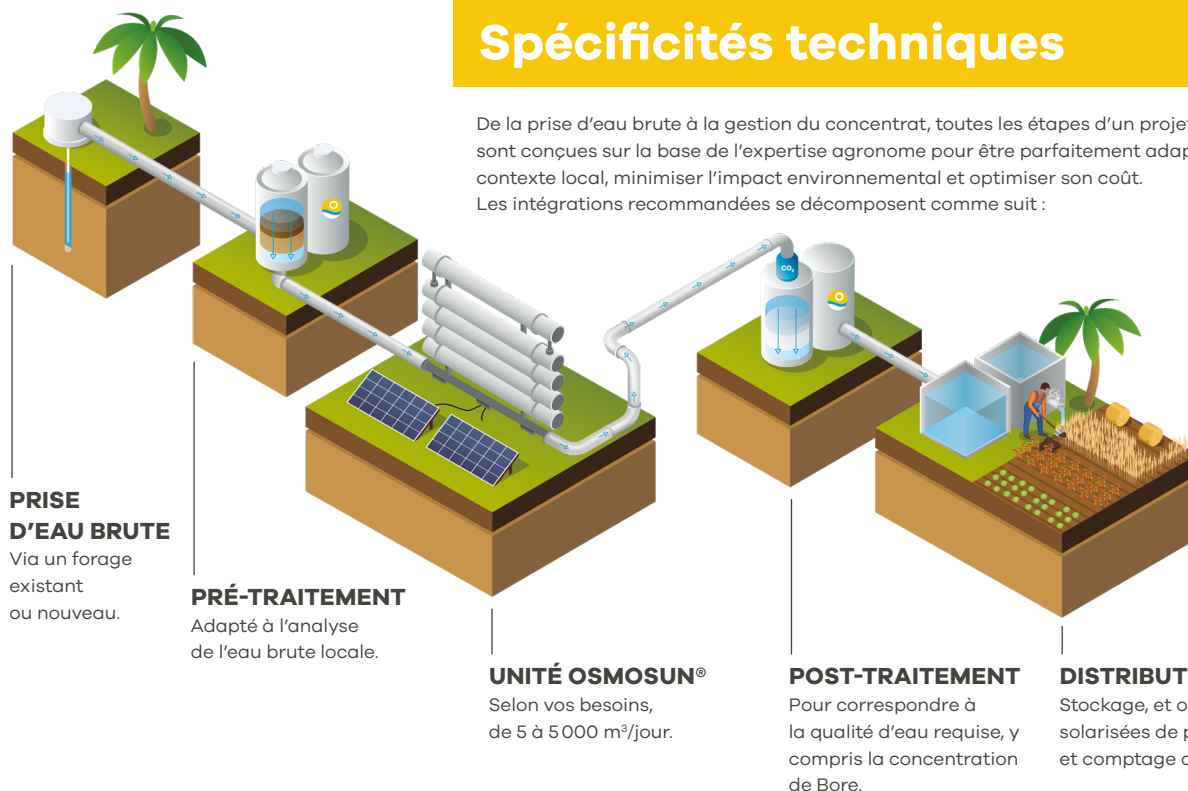 Spécificités techniques
De la prise d'eau brute à la gestion du concentrat, toutes les étapes d'un projet
sont conçues sur la base de l'expertise agronome pour être parfaitement
contexte local, minimiser l'impact environnemental et optimiser son coût.
Les intégrations recommandées se décomposent comme suit :
CO₂
PRISE
D'EAU BRUTE
Via un forage
existant
ou nouveau.
PRÉ-TRAITEMENT
Adapté à l'analyse
de l'eau brute locale.
UNITÉ OSMOSUN®
Selon vos besoins,
de 5 à 5 000 m³/jour.
POST-TRAITEMENT
Pour correspondre à
la qualité d'eau requise, y
compris la concentration
de Bore.
Stockage, et
solarisées de
et comptage